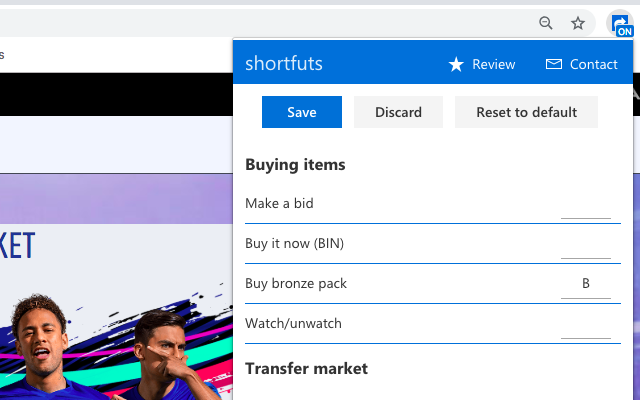 s
ON
shortfuts
Review
Contact
Save
Discard
Reset to default
Buying items
Make a bid
Buy it now (BIN)
Buy bronze pack
B
Watch/unwatch
Transfer market
KET